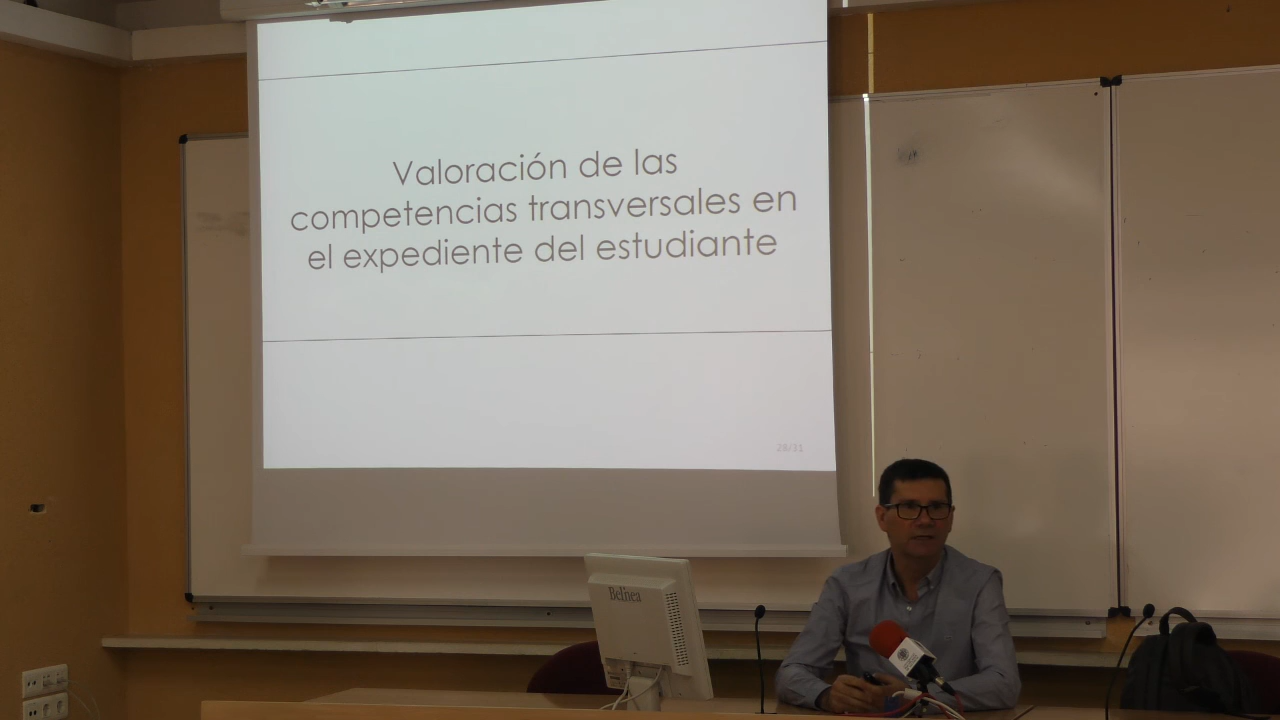 Valoración de las
competencias transversales en
el expediente del estudiante
28/31
Belinea